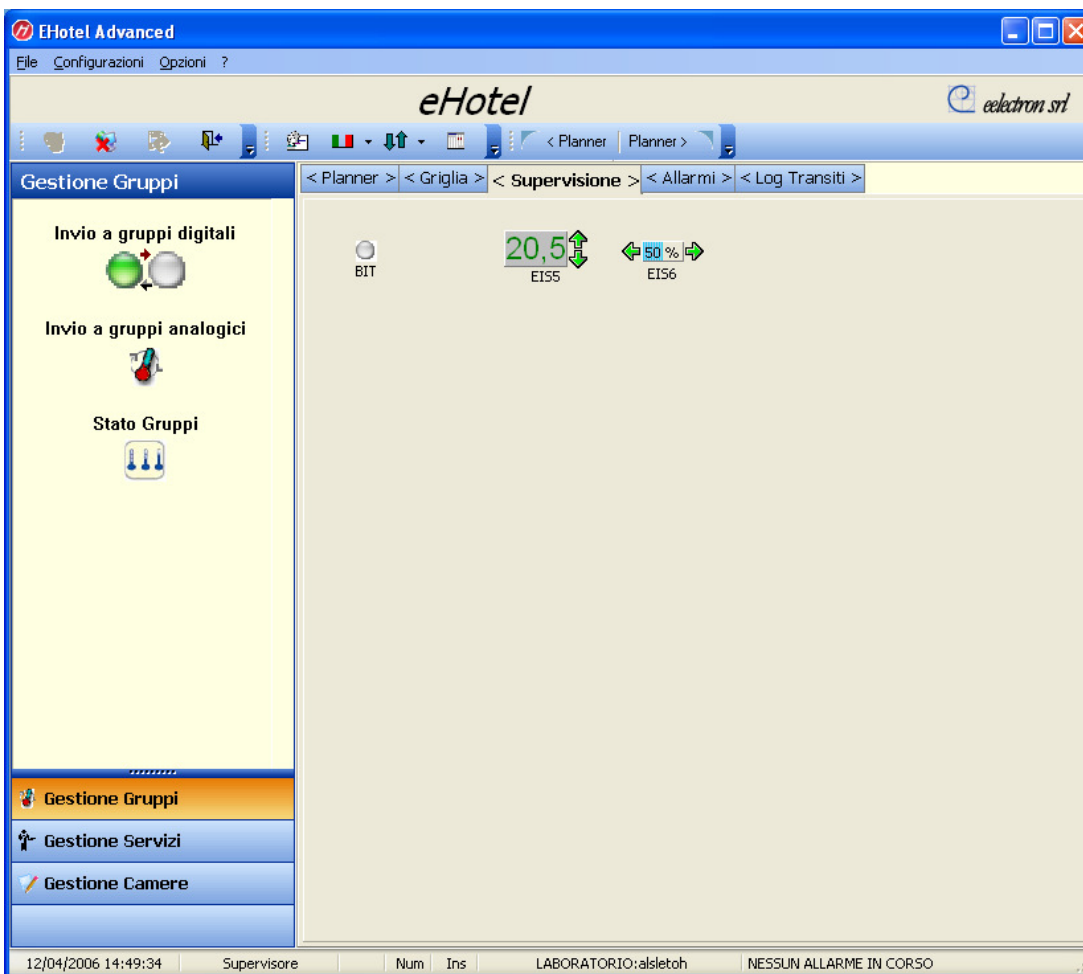 EHotel Advanced
File Configurazioni Opzioni ?
eHotel
eelectron srl
< Planner Planner >
Gestione Gruppi
< Planner > < Griglia > < Supervisione > < Allarmi > < Log Transiti >
Invio a gruppi digitali
BIT
20,5
EIS5
50 %
EIS6
Invio a gruppi analogici
Stato Gruppi
Gestione Gruppi
Gestione Servizi
Gestione Camere
12/04/2006 14:49:34 Supervisore Num Ins LABORATORIO:alsletoh NESSUN ALLARME IN CORSO